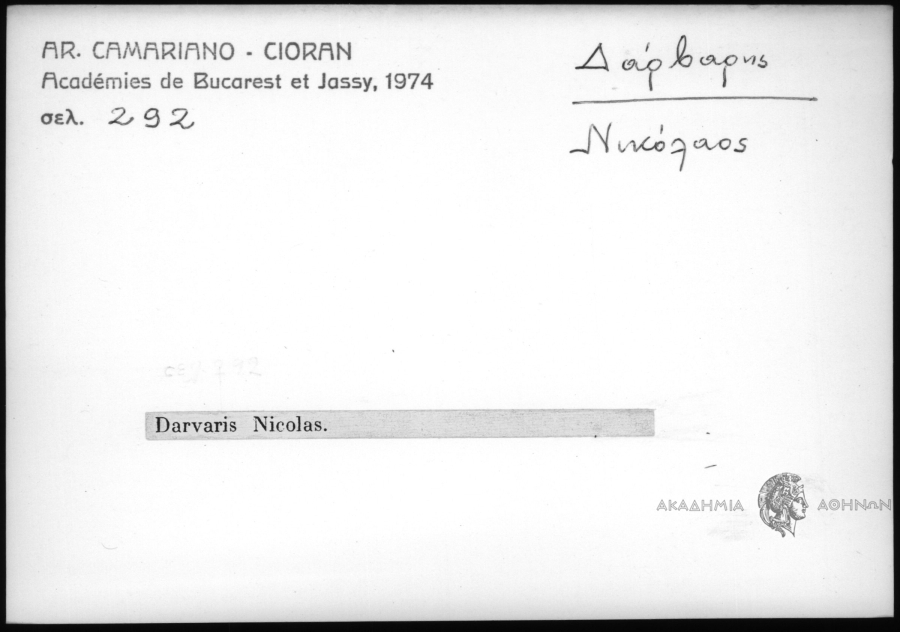 AR. CAMARIANO - CIORAN
Académies de Bucarest et Jassy, 1974
σελ. 292
Δάρβαρης
Νικόλαος
Darvaris Nicolas.
ΑΚΑΔΗΜΙΑ ΑΘΗΝΩΝ